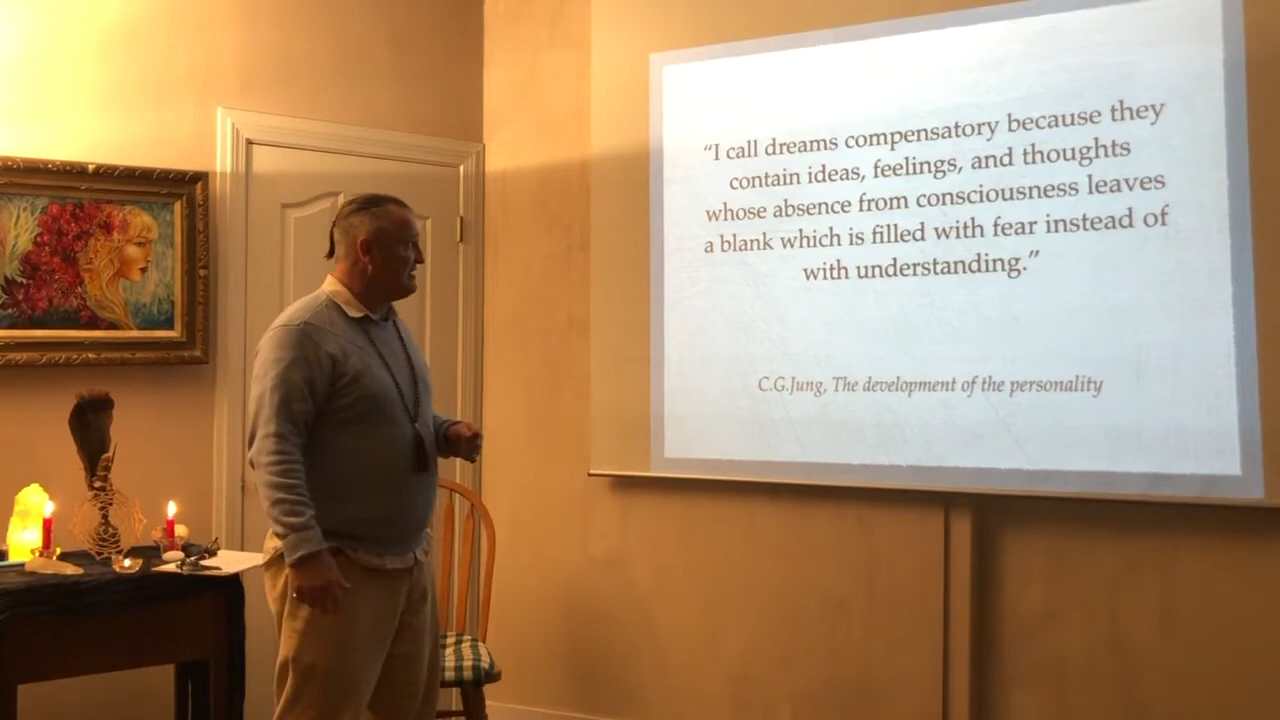 “I call dreams compensatory because they
contain ideas, feelings, and thoughts
whose absence from consciousness leaves
a blank which is filled with fear instead of
with understanding.”
C.G.Jung, The development of the personality